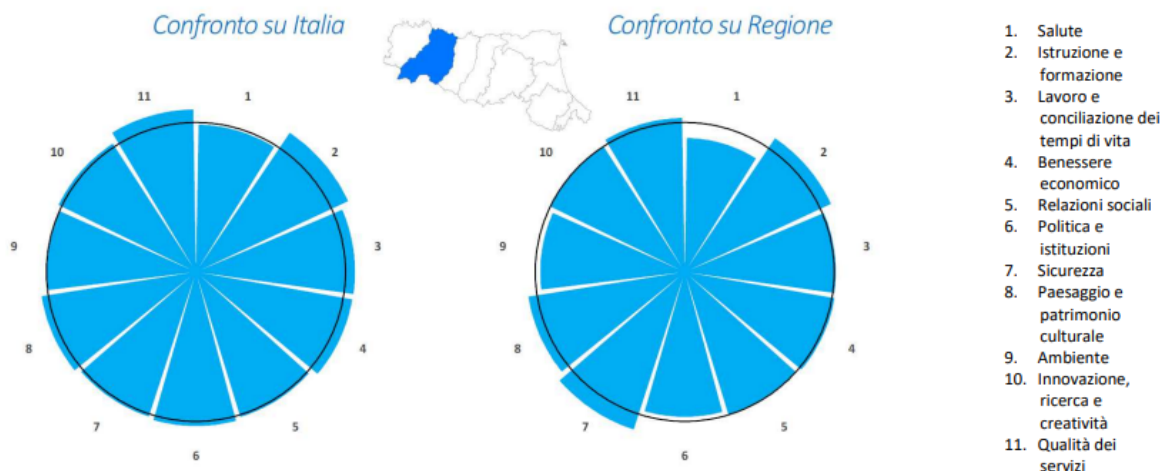 Confronto su Italia
Confronto su Regione
11
1
10
2
9
3
8
4
7
5
6
11
1
10
2
9
3
8
4
7
5
6
1. Salute
2. Istruzione e
formazione
3. Lavoro e
conciliazione dei
tempi di vita
4. Benessere
economico
5. Relazioni sociali
6. Politica e
istituzioni
7. Sicurezza
8. Paesaggio e
patrimonio
culturale
9. Ambiente
10. Innovazione,
ricerca e
creatività
11. Qualità dei
servizi